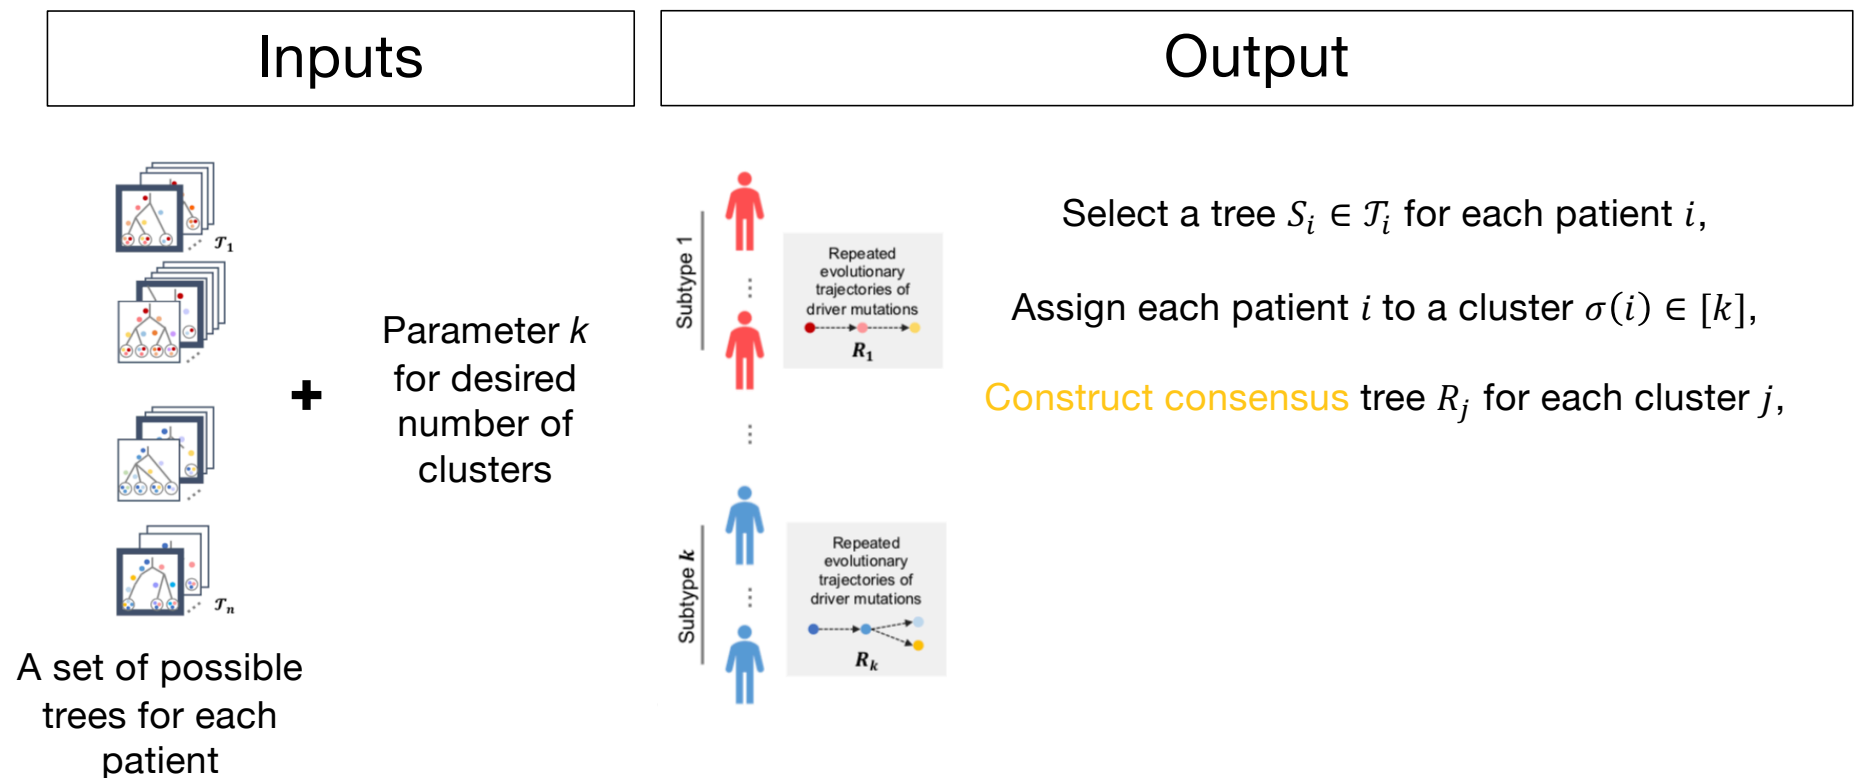 Inputs
Output
𝒯₁
𝒯ₙ
A set of possible
trees for each
patient
+
Parameter k
for desired
number of
clusters
Subtype 1
Repeated
evolutionary
trajectories of
driver mutations
R₁
Subtype k
Repeated
evolutionary
trajectories of
driver mutations
Rₖ
Select a tree Sᵢ ∈ 𝒯ᵢ for each patient i,
Assign each patient i to a cluster σ(i) ∈ [k],
Construct consensus tree Rⱼ for each cluster j,